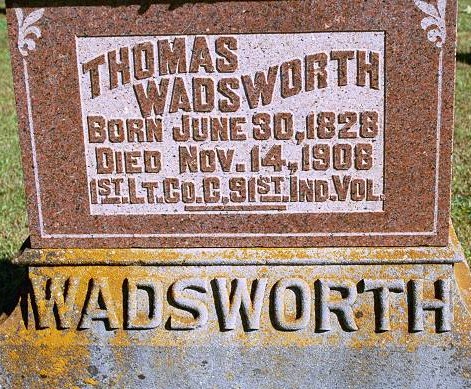 THOMAS
WADSWORTH
BORN JUNE 30, 1828
DIED NOV. 14, 1908
1ST. LT. CO. C. 91ST. IND. VOL.
WADSWORTH